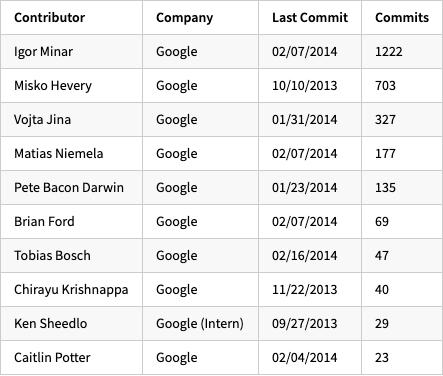 Contributor Company Last Commit Commits
Igor Minar Google 02/07/2014 1222
Misko Hevery Google 10/10/2013 703
Vojta Jina Google 01/31/2014 327
Matias Niemela Google 02/07/2014 177
Pete Bacon Darwin Google 01/23/2014 135
Brian Ford Google 02/07/2014 69
Tobias Bosch Google 02/16/2014 47
Chirayu Krishnappa Google 11/22/2013 40
Ken Sheedlo Google (Intern) 09/27/2013 29
Caitlin Potter Google 02/04/2014 23